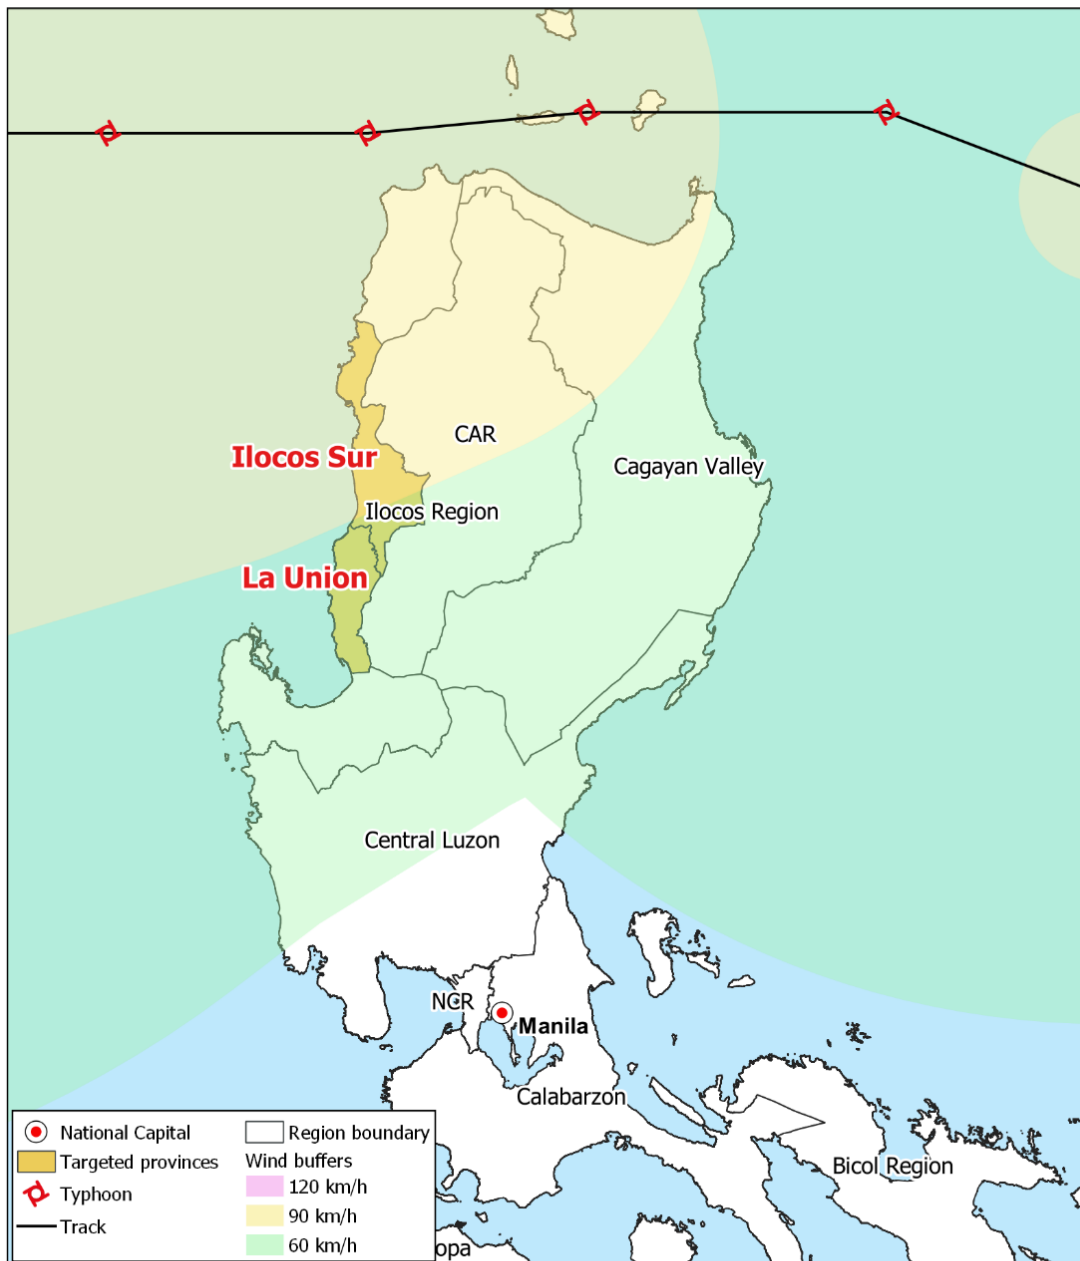 CAR
Ilocos Sur
Cagayan Valley
Ilocos Region
La Union
Central Luzon
NCR
Manila
Calabarzon
Bicol Region
National Capital
Targeted provinces
Typhoon
Track
Region boundary
Wind buffers
120 km/h
90 km/h
60 km/h
opa